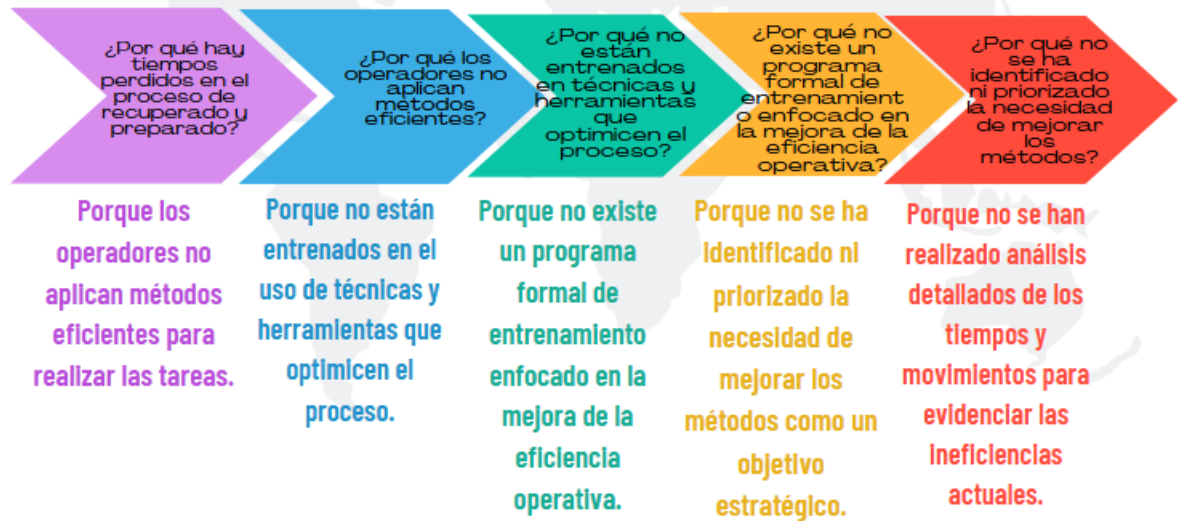 ¿Por qué hay
tiempos
perdidos en el
proceso de
recuperado y
preparado?
¿Por qué los
operadores no
aplican
métodos
eficientes?
¿Por qué no
están
entrenados
en técnicas y
herramientas
que
optimicen el
proceso?
¿Por qué no
existe un
programa
formal de
entrenamient
o enfocado en
la mejora de la
eficiencia
operativa?
¿Por qué no
se ha
identificado
ni priorizado
la necesidad
de mejorar
los
métodos?
Porque los
operadores no
aplican métodos
eficientes para
realizar las tareas.
Porque no están
entrenados en el
uso de técnicas y
herramientas que
optimicen el
proceso.
Porque no existe
un programa
formal de
entrenamiento
enfocado en la
mejora de la
eficiencia
operativa.
Porque no se ha
identificado ni
priorizado la
necesidad de
mejorar los
métodos como un
objetivo
estratégico.
Porque no se han
realizado análisis
detallados de los
tiempos y
movimientos para
evidenciar las
ineficiencias
actuales.